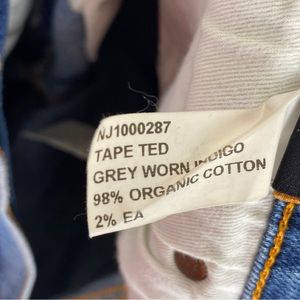 NJ1000287
TAPE TED
GREY WORN INDIGO
98% ORGANIC COTTON
2% EA